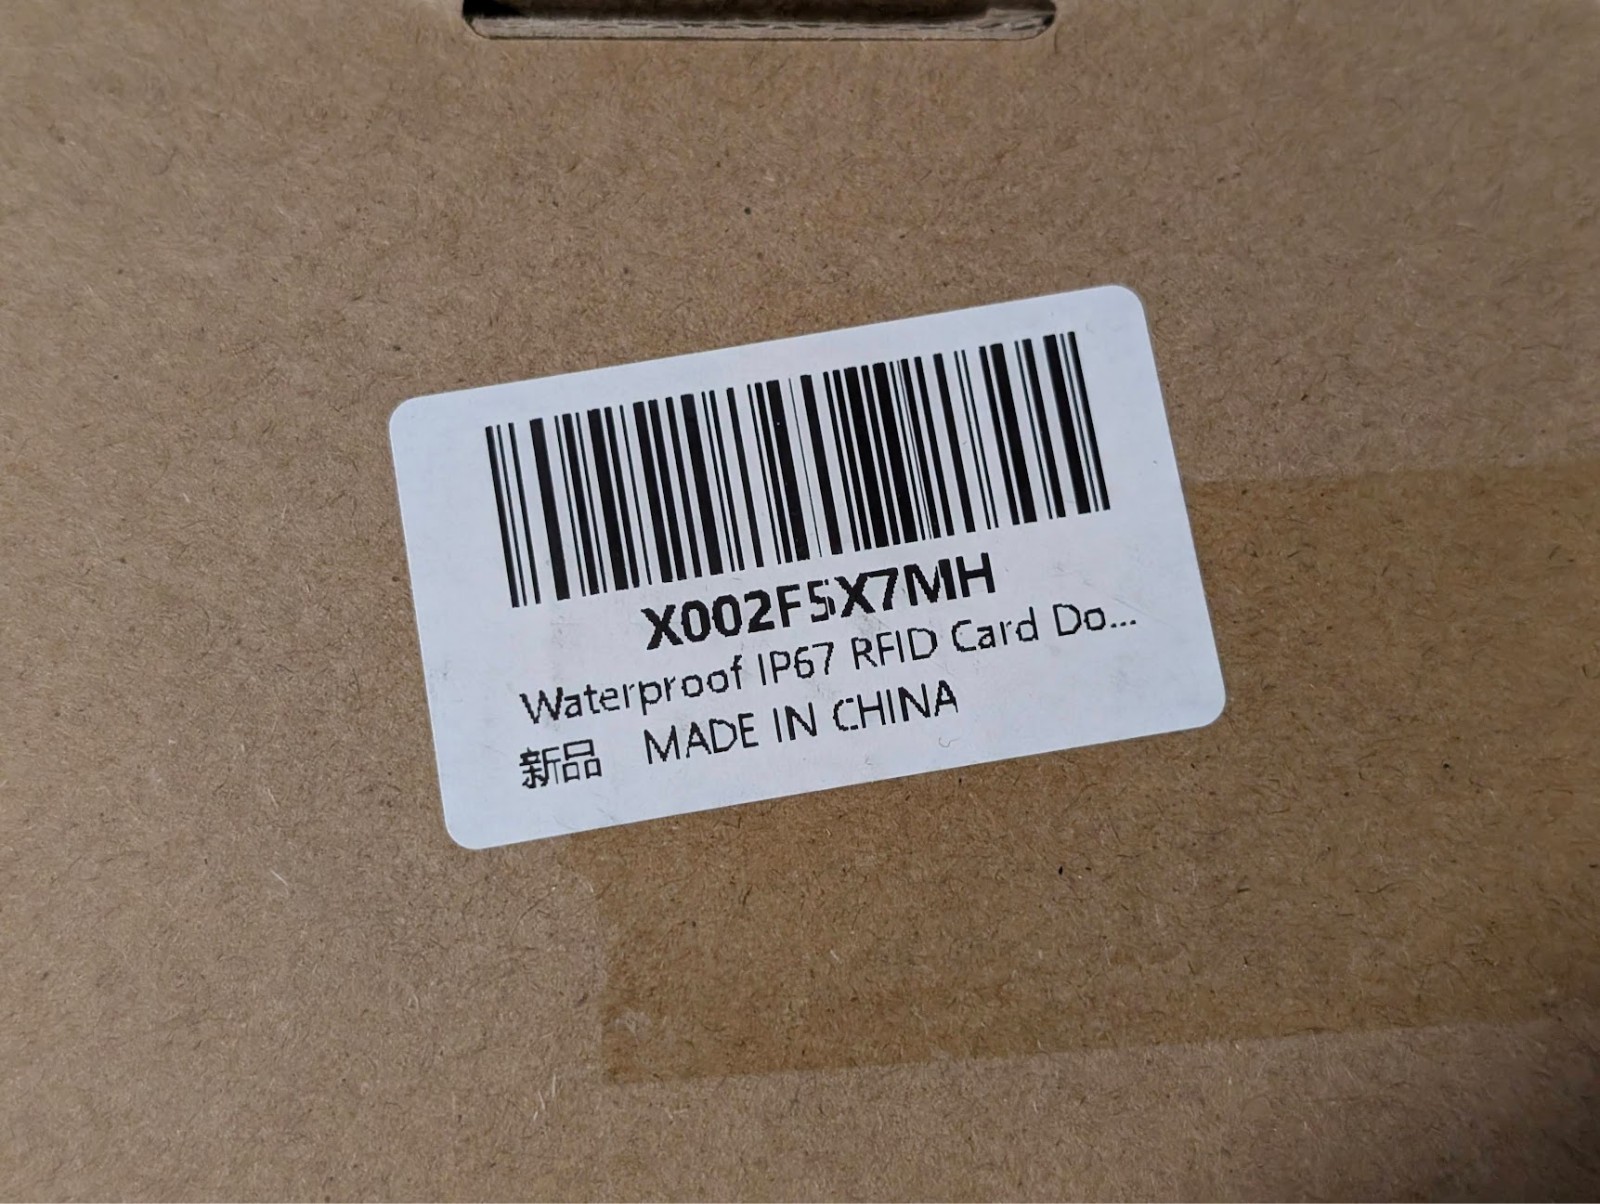 X002F5X7MH
Waterproof IP67 RFID Card Do...
新品 MADE IN CHINA